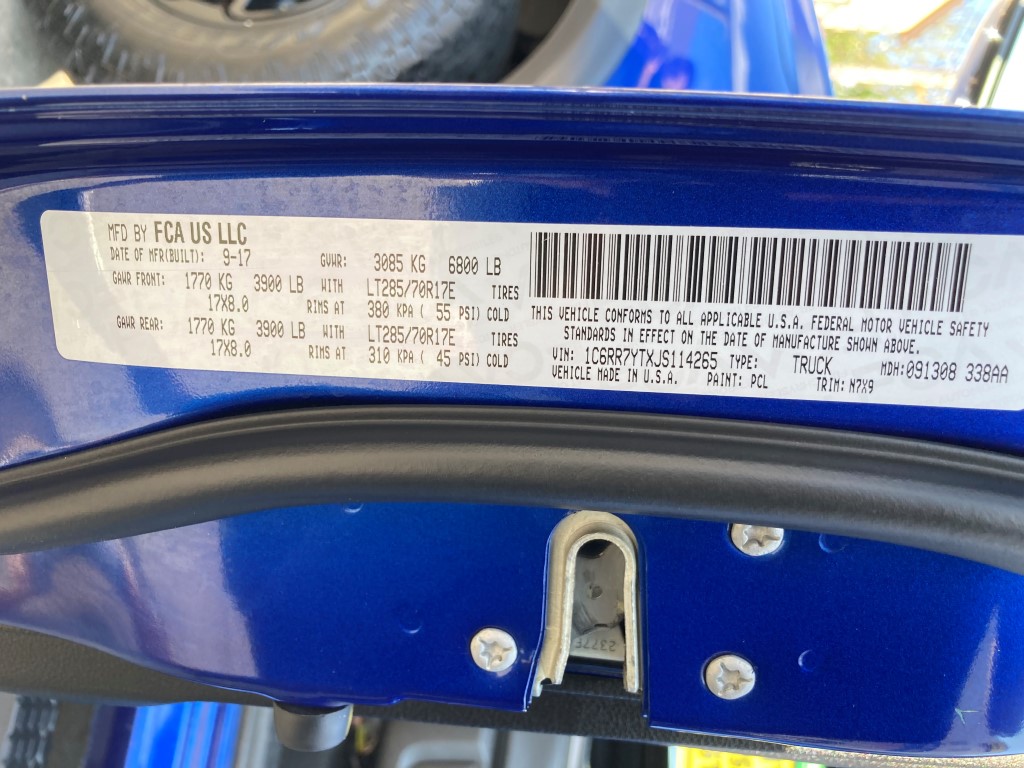 MFD BY FCA US LLC
DATE OF MFR(BUILT): 9-17 GVWR: 3085 KG 6800 LB
GAWR FRONT: 1770 KG 3900 LB WITH LT285/70R17E TIRES
17X8.0 RIMS AT 380 KPA ( 55 PSI) COLD
GAWR REAR: 1770 KG 3900 LB WITH LT285/70R17E TIRES
17X8.0 RIMS AT 310 KPA ( 45 PSI) COLD
THIS VEHICLE CONFORMS TO ALL APPLICABLE U.S.A. FEDERAL MOTOR VEHICLE SAFETY
STANDARDS IN EFFECT ON THE DATE OF MANUFACTURE SHOWN ABOVE.
VIN: 1C6RR7YTXJS114265 TYPE: TRUCK MDH:091308 338AA
VEHICLE MADE IN U.S.A. PAINT: PCL TRIM: N7X9